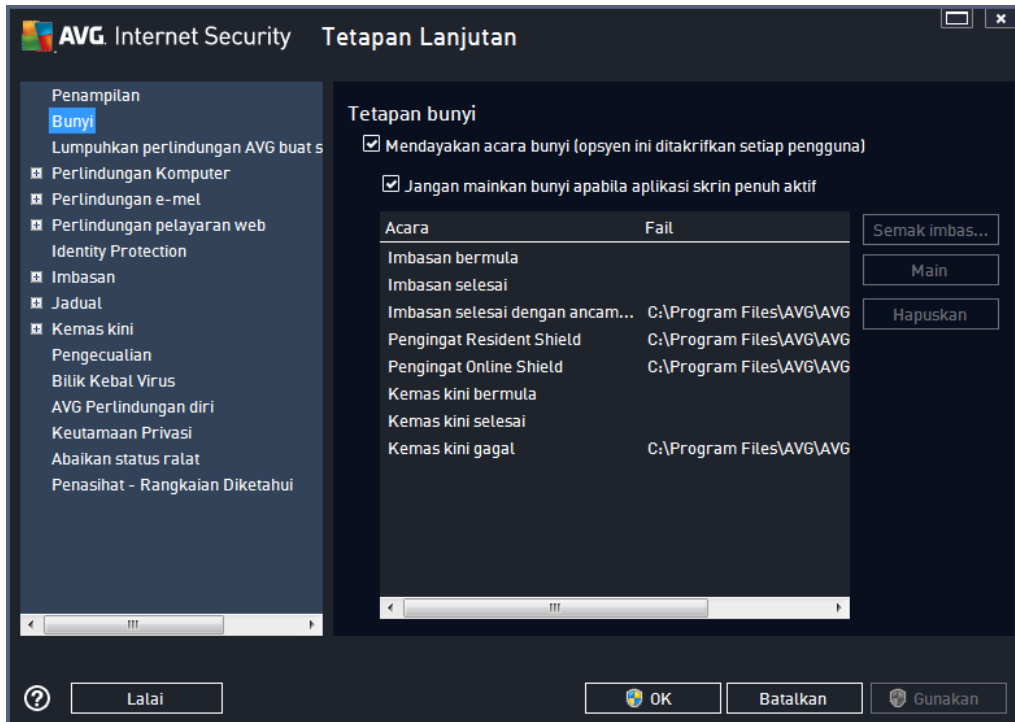 AVG. Internet Security Tetapan Lanjutan
Penampilan
Bunyi
Lumpuhkan perlindungan AVG buat s
Perlindungan Komputer
Perlindungan e-mel
Perlindungan pelayaran web
Identity Protection
Imbasan
Jadual
Kemas kini
Pengecualian
Bilik Kebal Virus
AVG Perlindungan diri
Keutamaan Privasi
Abaikan status ralat
Penasihat - Rangkaian Diketahui
Tetapan bunyi
Mendayakan acara bunyi (opsyen ini ditakrifkan setiap pengguna)
Jangan mainkan bunyi apabila aplikasi skrin penuh aktif
Acara Fail
Imbasan bermula
Imbasan selesai
Imbasan selesai dengan ancam... C:\Program Files\AVG\AVG
Pengingat Resident Shield C:\Program Files\AVG\AVG
Pengingat Online Shield C:\Program Files\AVG\AVG
Kemas kini bermula
Kemas kini selesai
Kemas kini gagal C:\Program Files\AVG\AVG
Semak imbas...
Main
Hapuskan
Lalai
OK
Batalkan
Gunakan